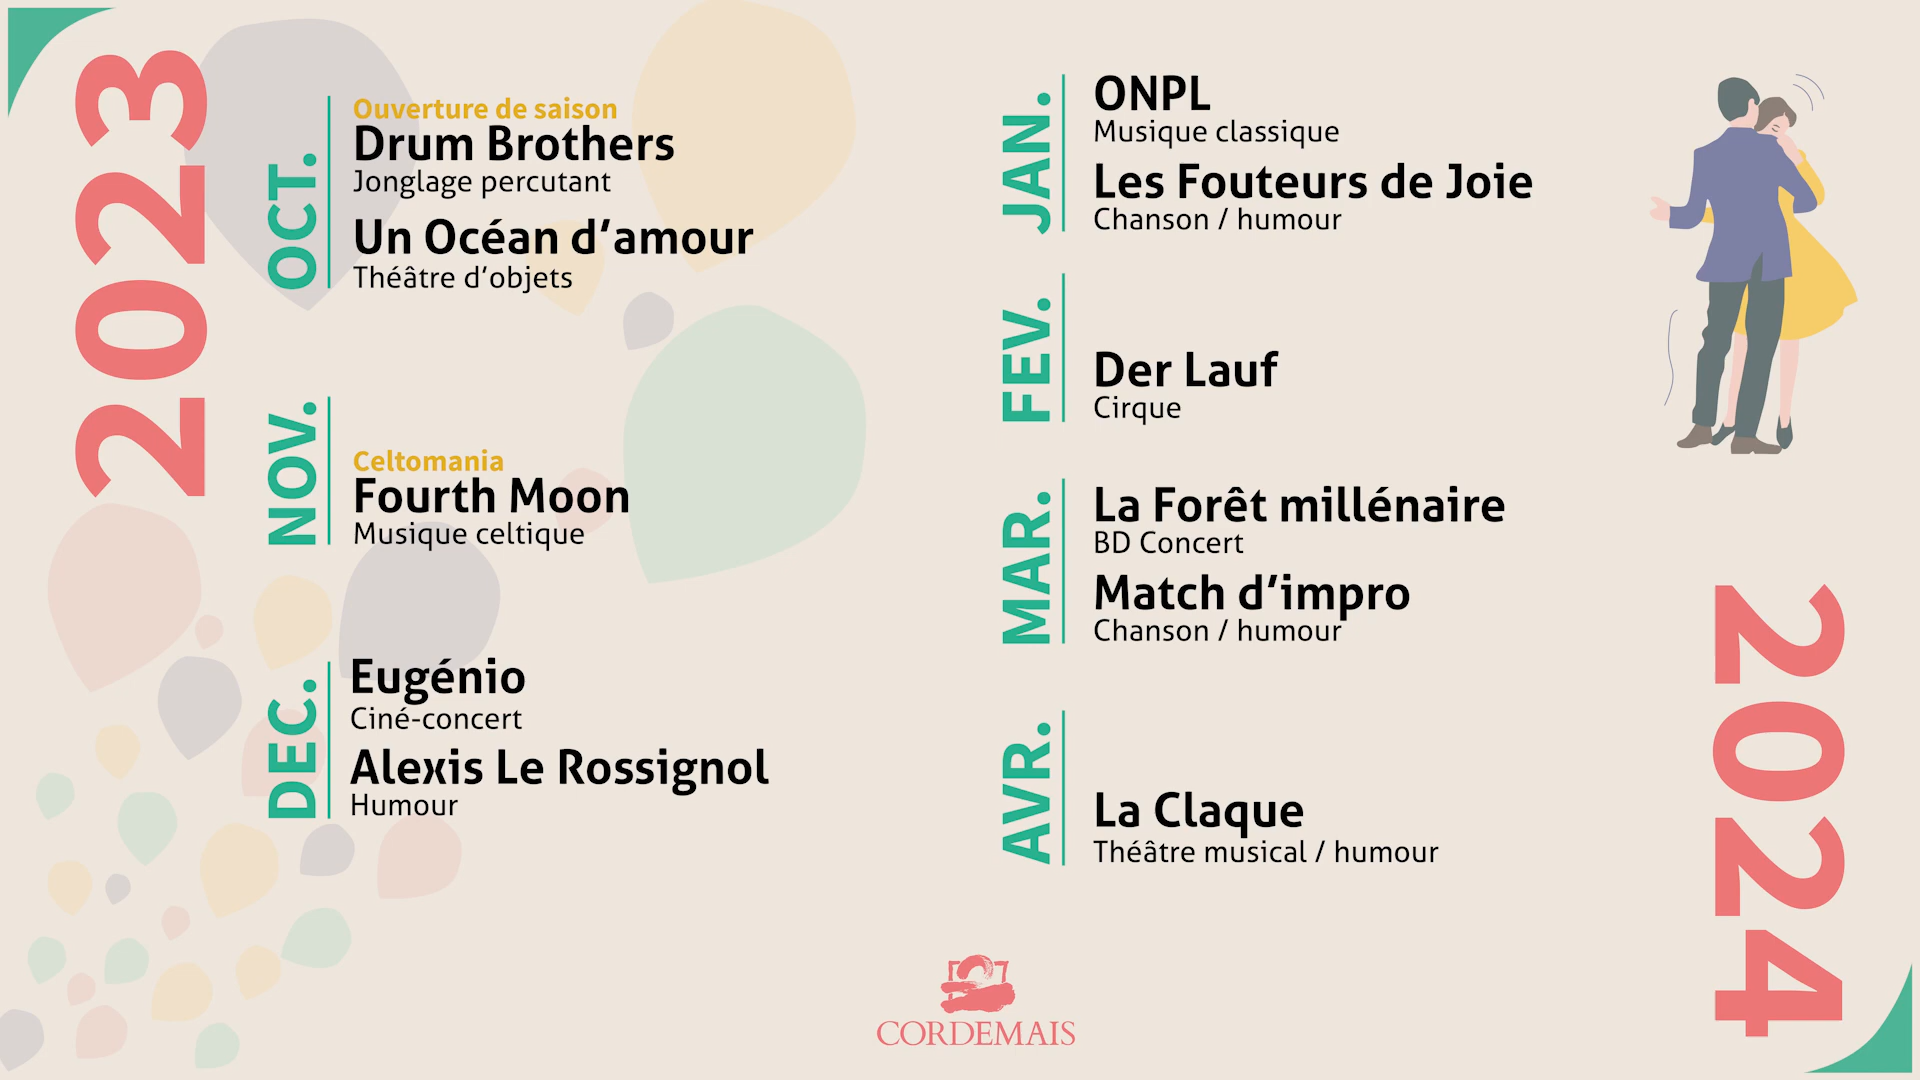 2023
OCT.
Ouverture de saison
Drum Brothers
Jonglage percutant
Un Océan d’amour
Théâtre d’objets
NOV.
Celtomania
Fourth Moon
Musique celtique
DEC.
Eugénio
Ciné-concert
Alexis Le Rossignol
Humour
JAN.
ONPL
Musique classique
Les Fouteurs de Joie
Chanson / humour
FEV.
Der Lauf
Cirque
MAR.
La Forêt millénaire
BD Concert
Match d’impro
Chanson / humour
AVR.
La Claque
Théâtre musical / humour
2024
CORDEMAIS